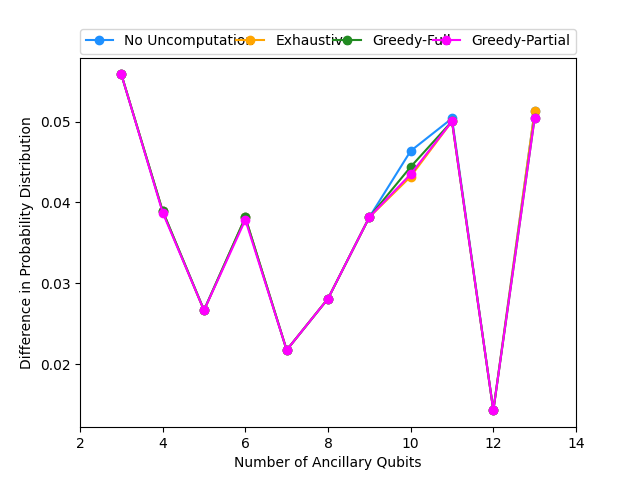 No Uncomputation Exhaustive Greedy-Full Greedy-Partial
0.05
0.04
0.03
0.02
Difference in Probability Distribution
2 4 6 8 10 12 14
Number of Ancillary Qubits